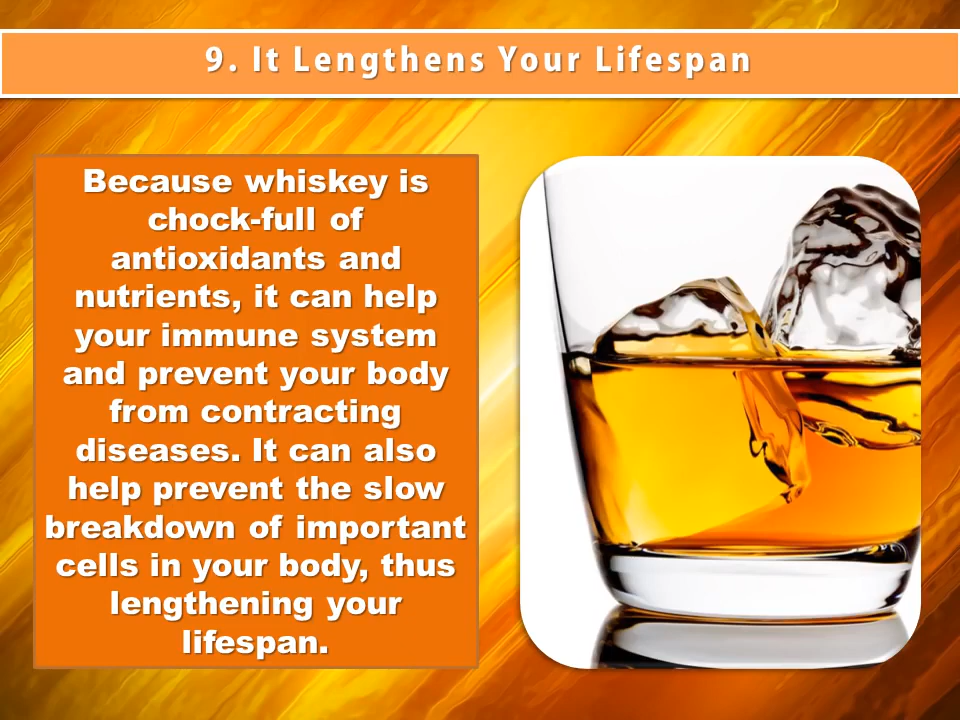 9. It Lengthens Your Lifespan
Because whiskey is
chock-full of
antioxidants and
nutrients, it can help
your immune system
and prevent your body
from contracting
diseases. It can also
help prevent the slow
breakdown of important
cells in your body, thus
lengthening your
lifespan.